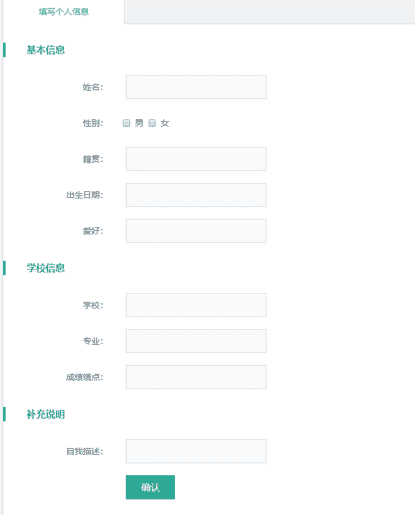 填写个人信息
基本信息
姓名：
性别： 男 女
籍贯：
出生日期：
爱好：
学校信息
学校：
专业：
成绩绩点：
补充说明
自我描述：
确认